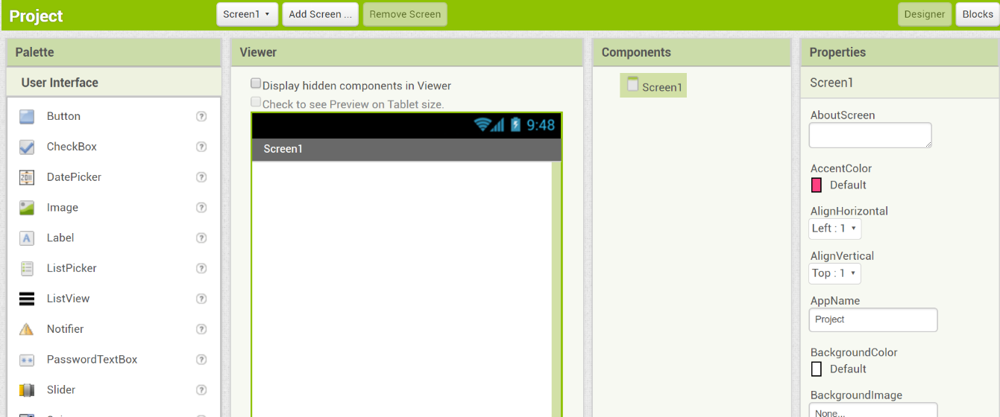 Project
Screen1
Add Screen ...
Remove Screen
Designer
Blocks
Palette
User Interface
Button
CheckBox
DatePicker
Image
Label
ListPicker
ListView
Notifier
PasswordTextBox
Slider
Viewer
Display hidden components in Viewer
Check to see Preview on Tablet size.
9:48
Screen1
Components
Screen1
Properties
Screen1
AboutScreen
AccentColor
Default
AlignHorizontal
Left : 1
AlignVertical
Top : 1
AppName
Project
BackgroundColor
Default
BackgroundImage
None...